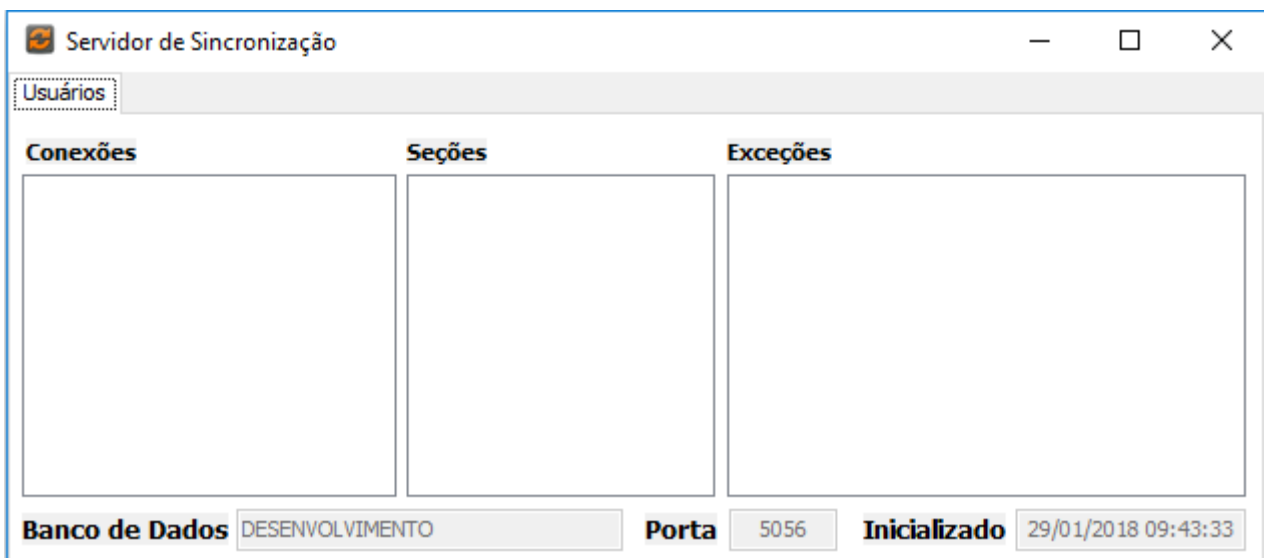 Servidor de Sincronização
Usuários
Conexões Seções Exceções
Banco de Dados DESENVOLVIMENTO Porta 5056 Inicializado 29/01/2018 09:43:33